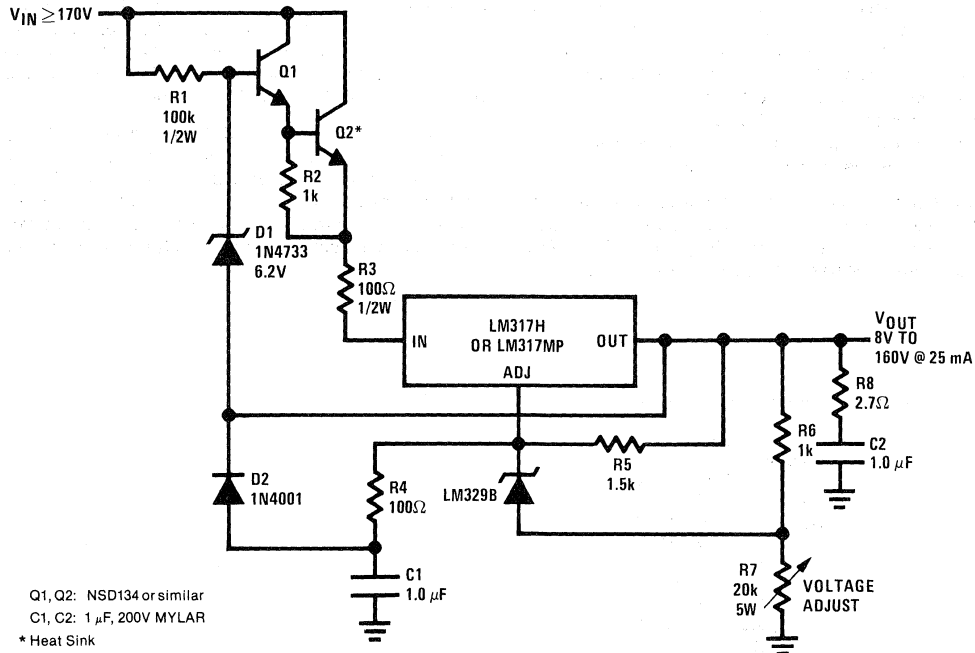 VIN ≥170V
Q1
R1
100k
1/2W
Q2*
R2
1k
D1
1N4733
6.2V
R3
100Ω
1/2W
LM317H
OR LM317MP
IN
OUT
ADJ
VOUT
8V TO
160V @ 25 mA
R8
2.7Ω
R6
1k
C2
1.0 μF
R5
1.5k
D2
1N4001
R4
100Ω
LM329B
C1
1.0 μF
R7
20k
5W
VOLTAGE
ADJUST
Q1, Q2: NSD134 or similar
C1, C2: 1 μF, 200V MYLAR
* Heat Sink